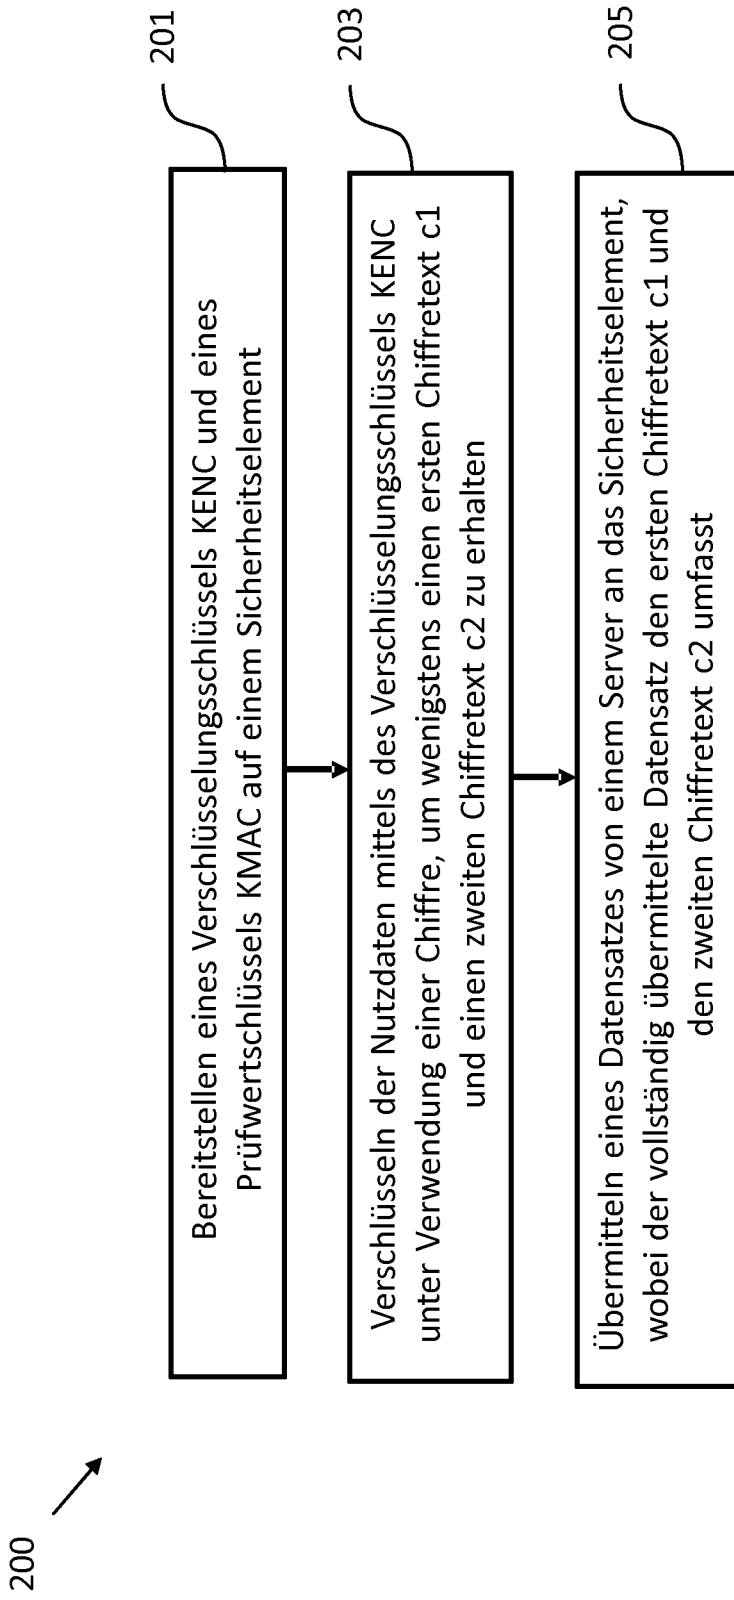 200
Bereitstellen eines Verschlüsselungsschlüssels KENC und eines
Prüfwertschlüssels KMAC auf einem Sicherheitselement
201
Verschlüsseln der Nutzdaten mittels des Verschlüsselungsschlüssels KENC
unter Verwendung einer Chiffre, um wenigstens einen ersten Chiffretext c1
und einen zweiten Chiffretext c2 zu erhalten
203
Übermitteln eines Datensatzes von einem Server an das Sicherheitselement,
wobei der vollständig übermittelte Datensatz den ersten Chiffretext c1 und
den zweiten Chiffretext c2 umfasst
205